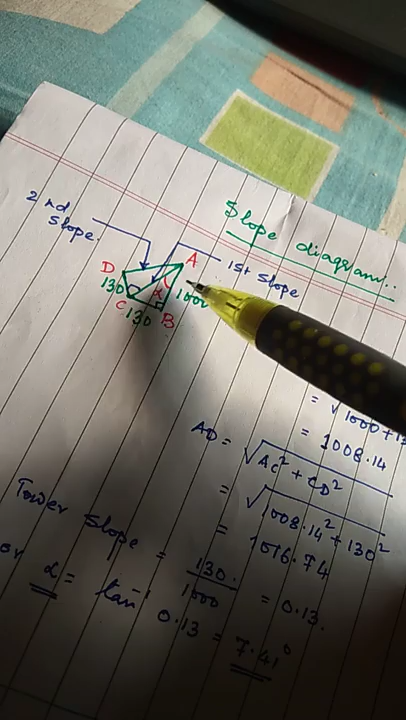 Slope diagram..
2nd
slope.
1st slope
A
D
130
α
1000
C
130
B
= √1000+13
= 1008.14
AD = √AC² + CD²
= √1008.14² + 130²
= 1016.74
Tower Slope = 130. / 1000 = 0.13.
or α = tan⁻¹ 0.13 = 7.41°